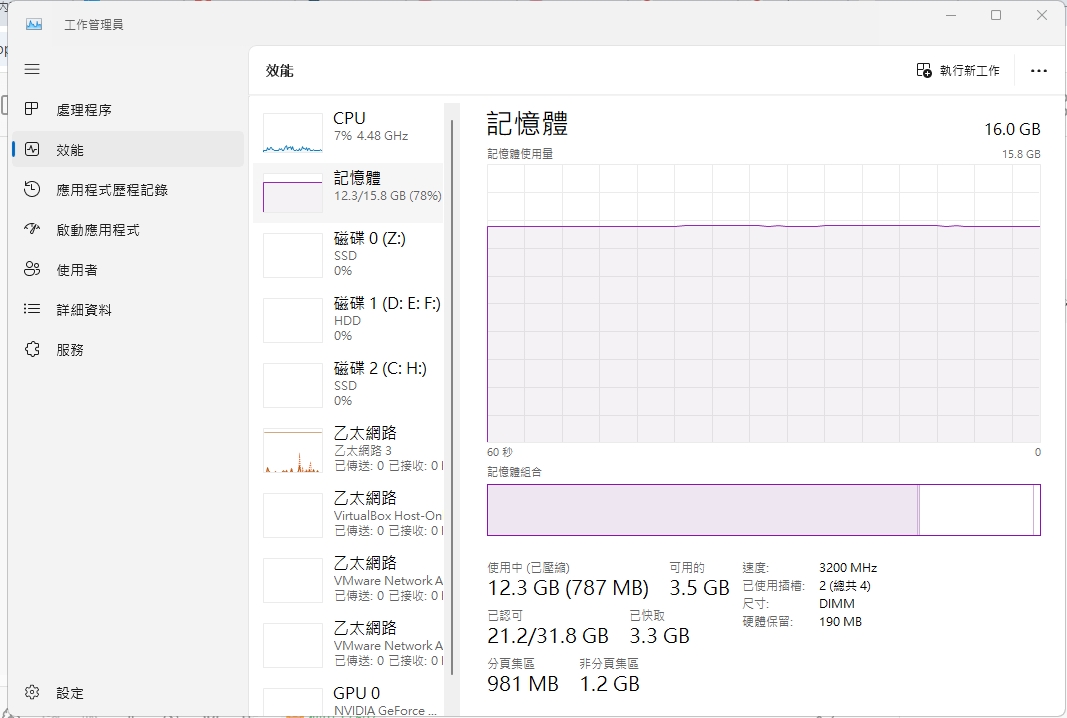 工作管理員
效能
執行新工作
處理程序
效能
應用程式歷程記錄
啟動應用程式
使用者
詳細資料
服務
設定
CPU
7% 4.48 GHz
記憶體
12.3/15.8 GB (78%)
磁碟 0 (Z:)
SSD
0%
磁碟 1 (D: E: F:)
HDD
0%
磁碟 2 (C: H:)
SSD
0%
乙太網路
乙太網路 3
已傳送: 0 已接收: 0
乙太網路
VirtualBox Host-On
已傳送: 0 已接收: 0
乙太網路
VMware Network A
已傳送: 0 已接收: 0
乙太網路
VMware Network A
已傳送: 0 已接收: 0
GPU 0
NVIDIA GeForce ...
記憶體
16.0 GB
記憶體使用量
15.8 GB
60 秒
0
記憶體組合
使用中 (已壓縮)
12.3 GB (787 MB)
可用的
3.5 GB
已認可
21.2/31.8 GB
已快取
3.3 GB
分頁集區
981 MB
非分頁集區
1.2 GB
速度: 3200 MHz
已使用插槽: 2 (總共 4)
尺寸: DIMM
硬體保留: 190 MB